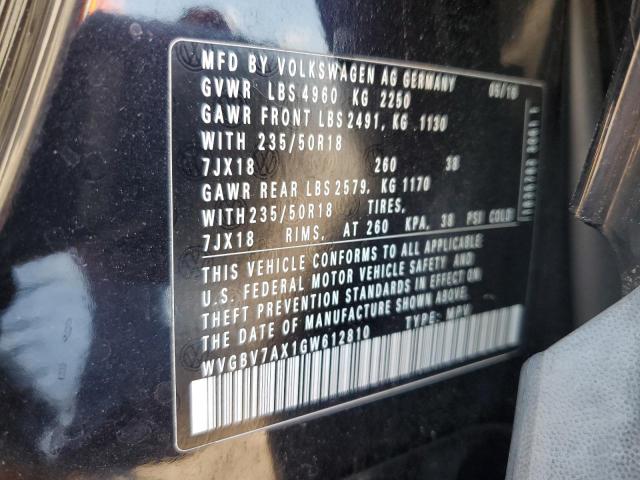 MFD BY VOLKSWAGEN AG GERMANY 05/16
GVWR LBS 4960 KG 2250
GAWR FRONT LBS 2491, KG 1130
WITH 235/50R18
7JX18 260 38
GAWR REAR LBS 2579, KG 1170
WITH 235/50R18 TIRES,
7JX18 RIMS, AT 260 KPA, 38 PSI COLD
THIS VEHICLE CONFORMS TO ALL APPLICABLE
U.S. FEDERAL MOTOR VEHICLE SAFETY AND
THEFT PREVENTION STANDARDS IN EFFECT ON
THE DATE OF MANUFACTURE SHOWN ABOVE.
WVGBV7AX1GW612810 TYPE: MPV